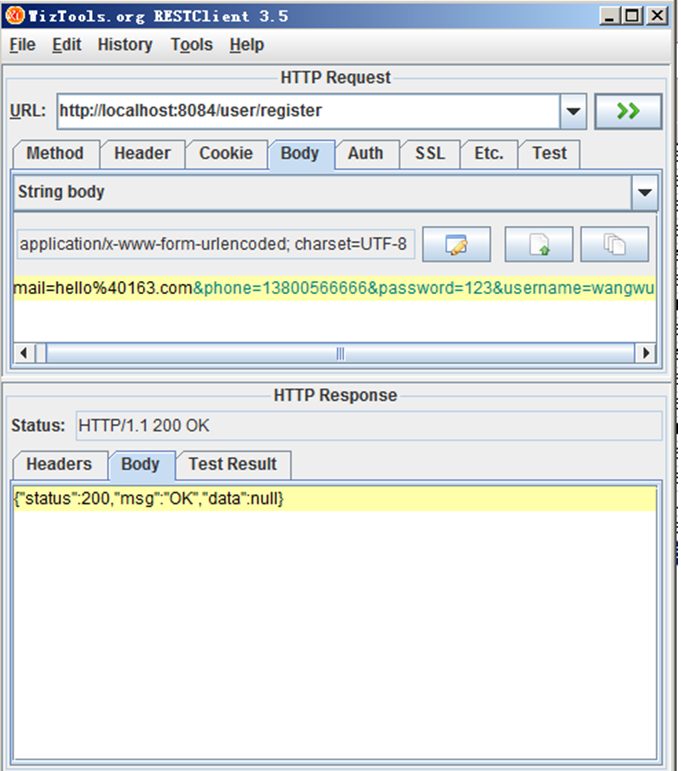 WizTools.org RESTClient 3.5
File Edit History Tools Help
HTTP Request
URL: http://localhost:8084/user/register
Method Header Cookie Body Auth SSL Etc. Test
String body
application/x-www-form-urlencoded; charset=UTF-8
mail=hello%40163.com&phone=13800566666&password=123&username=wangwu
HTTP Response
Status: HTTP/1.1 200 OK
Headers Body Test Result
{"status":200,"msg":"OK","data":null}